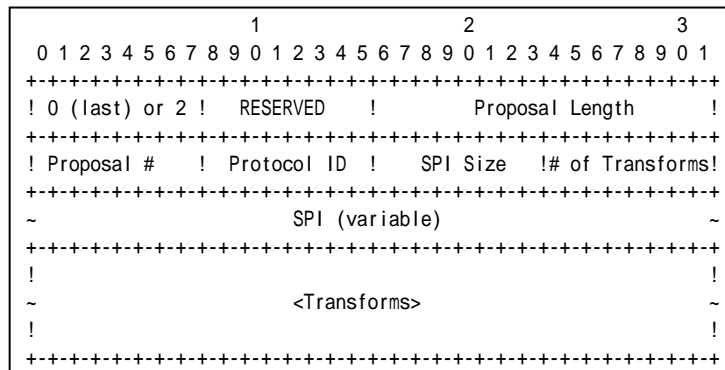 1                   2                   3
 0 1 2 3 4 5 6 7 8 9 0 1 2 3 4 5 6 7 8 9 0 1 2 3 4 5 6 7 8 9 0 1
+-+-+-+-+-+-+-+-+-+-+-+-+-+-+-+-+-+-+-+-+-+-+-+-+-+-+-+-+-+-+-+-+
! 0 (last) or 2 !   RESERVED    !         Proposal Length       !
+-+-+-+-+-+-+-+-+-+-+-+-+-+-+-+-+-+-+-+-+-+-+-+-+-+-+-+-+-+-+-+-+
! Proposal #    !  Protocol ID  !    SPI Size   !# of Transforms!
+-+-+-+-+-+-+-+-+-+-+-+-+-+-+-+-+-+-+-+-+-+-+-+-+-+-+-+-+-+-+-+-+
~                        SPI (variable)                         ~
+-+-+-+-+-+-+-+-+-+-+-+-+-+-+-+-+-+-+-+-+-+-+-+-+-+-+-+-+-+-+-+-+
!                                                               !
~                        <Transforms>                           ~
!                                                               !
+-+-+-+-+-+-+-+-+-+-+-+-+-+-+-+-+-+-+-+-+-+-+-+-+-+-+-+-+-+-+-+-+